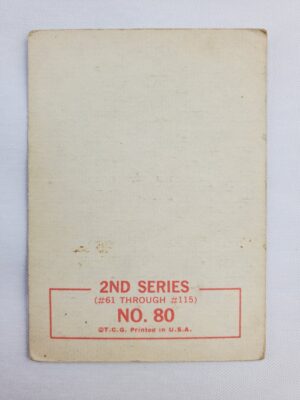 2ND SERIES
(#61 THROUGH #115)
NO. 80
©T.C.G. Printed in U.S.A.